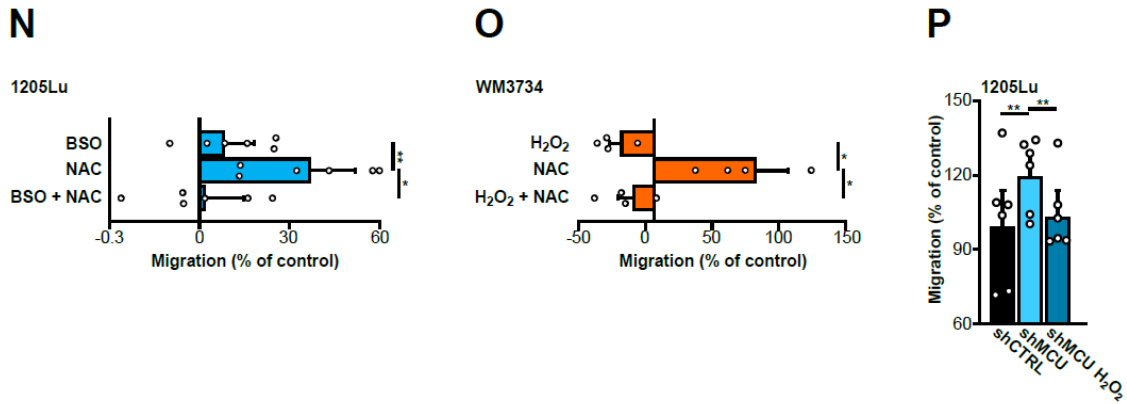 N
1205Lu
BSO
NAC
BSO + NAC
**
*
-0.3 0 30 60
Migration (% of control)
O
WM3734
H₂O₂
NAC
H₂O₂ + NAC
*
*
-50 0 50 100 150
Migration (% of control)
P
1205Lu
** **
150
120
90
60
Migration (% of control)
shCTRL
shMCU
shMCU H₂O₂